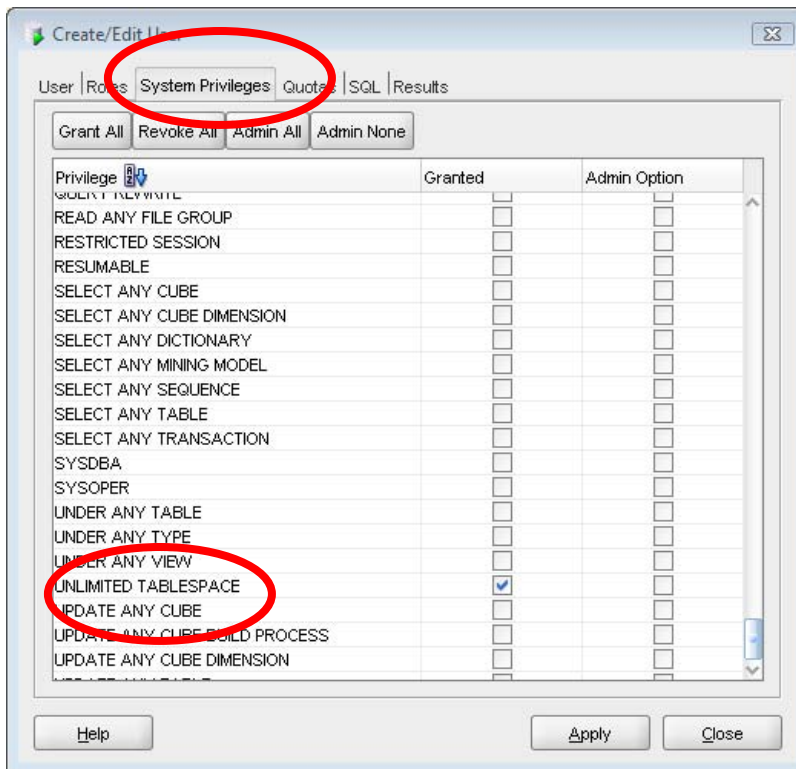 Create/Edit User
User Roles System Privileges Quotas SQL Results
Grant All Revoke All Admin All Admin None
Privilege Granted Admin Option
QUERY REWRITE
READ ANY FILE GROUP
RESTRICTED SESSION
RESUMABLE
SELECT ANY CUBE
SELECT ANY CUBE DIMENSION
SELECT ANY DICTIONARY
SELECT ANY MINING MODEL
SELECT ANY SEQUENCE
SELECT ANY TABLE
SELECT ANY TRANSACTION
SYSDBA
SYSOPER
UNDER ANY TABLE
UNDER ANY TYPE
UNDER ANY VIEW
UNLIMITED TABLESPACE
UPDATE ANY CUBE
UPDATE ANY CUBE BUILD PROCESS
UPDATE ANY CUBE DIMENSION
Help Apply Close